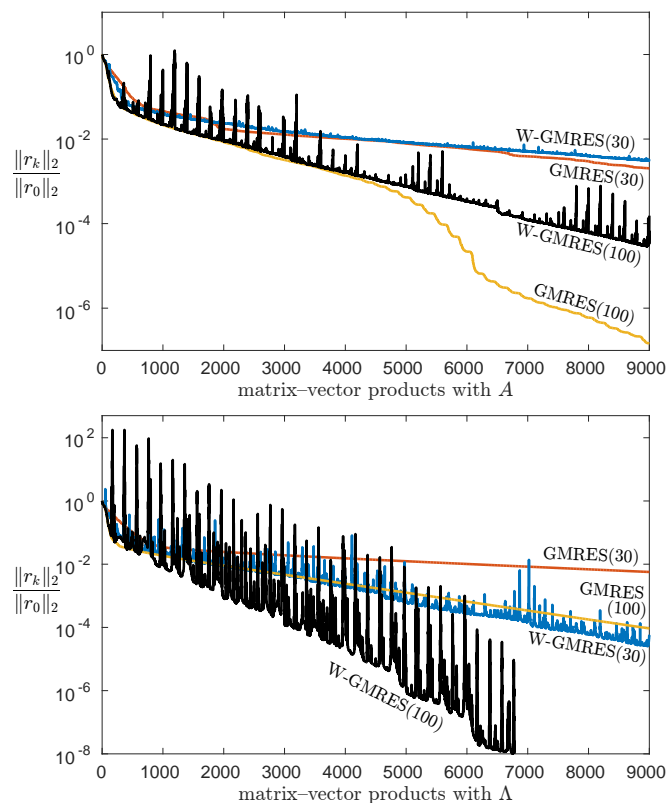 10^0
10^-2
10^-4
10^-6
‖r_k‖_2
‖r_0‖_2
W-GMRES(30)
GMRES(30)
W-GMRES(100)
GMRES(100)
0 1000 2000 3000 4000 5000 6000 7000 8000 9000
matrix–vector products with A
10^2
10^0
10^-2
10^-4
10^-6
10^-8
‖r_k‖_2
‖r_0‖_2
GMRES(30)
GMRES
(100)
W-GMRES(30)
W-GMRES(100)
0 1000 2000 3000 4000 5000 6000 7000 8000 9000
matrix–vector products with Λ